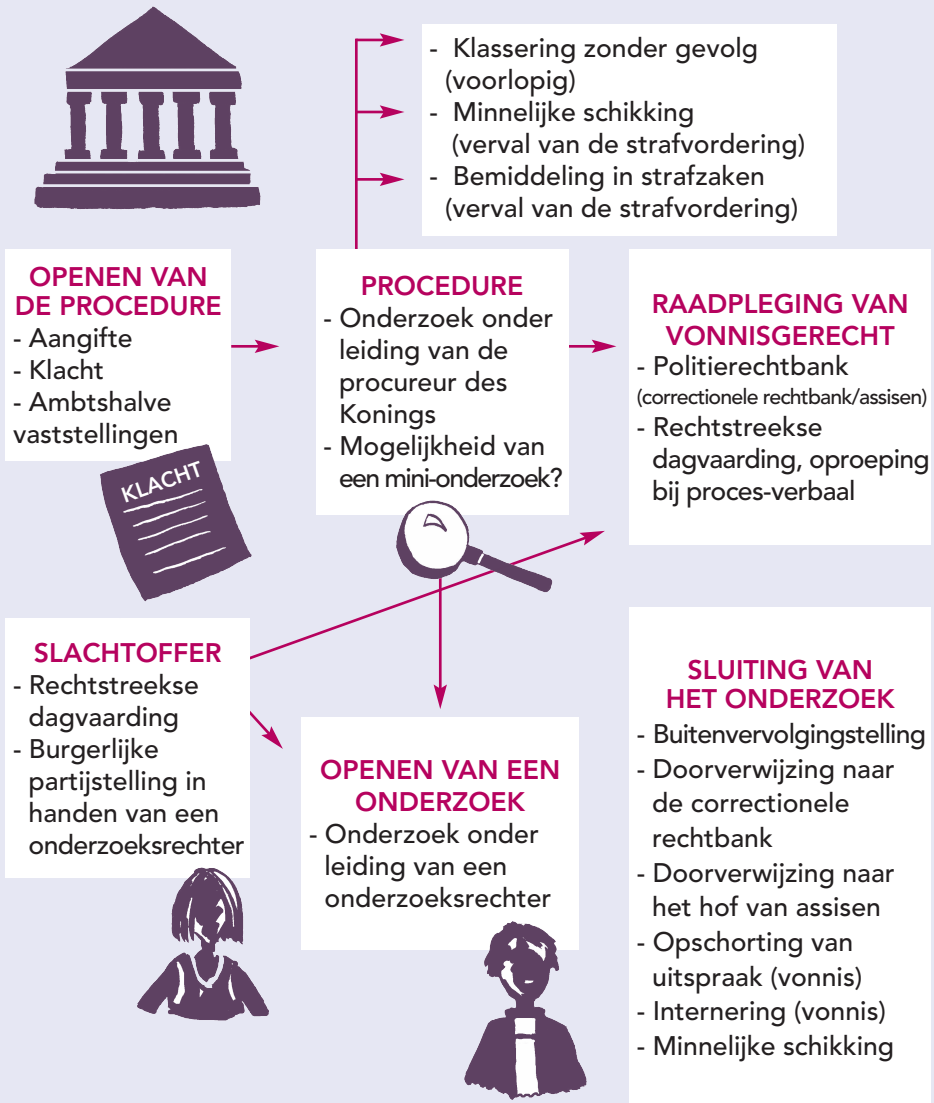 - Klassering zonder gevolg
(voorlopig)
- Minnelijke schikking
(verval van de strafvordering)
- Bemiddeling in strafzaken
(verval van de strafvordering)
OPENEN VAN
DE PROCEDURE
- Aangifte
- Klacht
- Ambtshalve
vaststellingen
KLACHT
PROCEDURE
- Onderzoek onder
leiding van de
procureur des
Konings
- Mogelijkheid van
een mini-onderzoek?
RAADPLEGING VAN
VONNISGERECHT
- Politierechtbank
(correctionele rechtbank/assisen)
- Rechtstreekse
dagvaarding, oproeping
bij proces-verbaal
SLACHTOFFER
- Rechtstreekse
dagvaarding
- Burgerlijke
partijstelling in
handen van een
onderzoeksrechter
OPENEN VAN EEN
ONDERZOEK
- Onderzoek onder
leiding van een
onderzoeksrechter
SLUITING VAN
HET ONDERZOEK
- Buitenvervolgingstelling
- Doorverwijzing naar
de correctionele
rechtbank
- Doorverwijzing naar
het hof van assisen
- Opschorting van
uitspraak (vonnis)
- Internering (vonnis)
- Minnelijke schikking